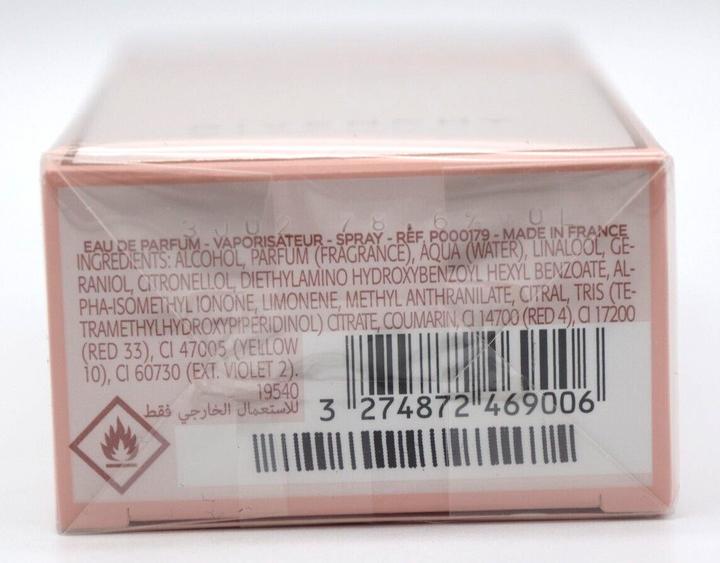 GIVENCHY
EAU DE PARFUM - VAPORISATEUR - SPRAY - RÉF P000179 - MADE IN FRANCE
INGREDIENTS: ALCOHOL, PARFUM (FRAGRANCE), AQUA (WATER), LINALOOL, GE-
RANIOL, CITRONELLOL, DIETHYLAMINO HYDROXYBENZOYL HEXYL BENZOATE, AL-
PHA-ISOMETHYL IONONE, LIMONENE, METHYL ANTHRANILATE, CITRAL, TRIS (TE-
TRAMETHYLHYDROXYPIPERIDINOL) CITRATE, COUMARIN, CI 14700 (RED 4), CI 17200
(RED 33), CI 47005 (YELLOW
10), CI 60730 (EXT. VIOLET 2).
19540
للاستعمال الخارجي فقط
3 274872 469006